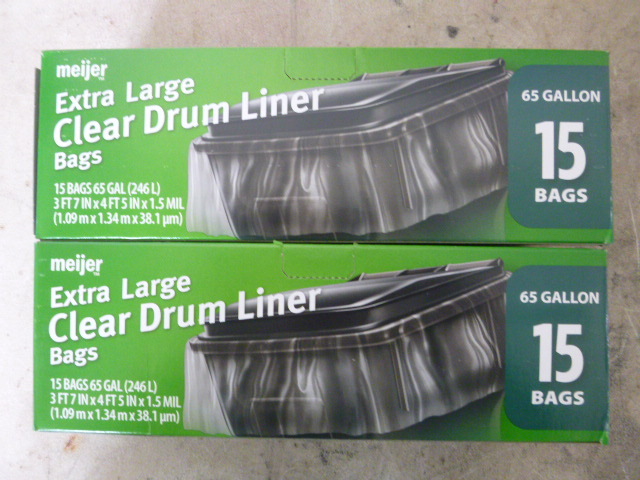 meijer
Extra Large
Clear Drum Liner
Bags
15 BAGS 65 GAL (246 L)
3 FT 7 IN x 4 FT 5 IN x 1.5 MIL
(1.09 m x 1.34 m x 38.1 µm)
65 GALLON
15
BAGS
meijer
Extra Large
Clear Drum Liner
Bags
15 BAGS 65 GAL (246 L)
3 FT 7 IN x 4 FT 5 IN x 1.5 MIL
(1.09 m x 1.34 m x 38.1 µm)
65 GALLON
15
BAGS